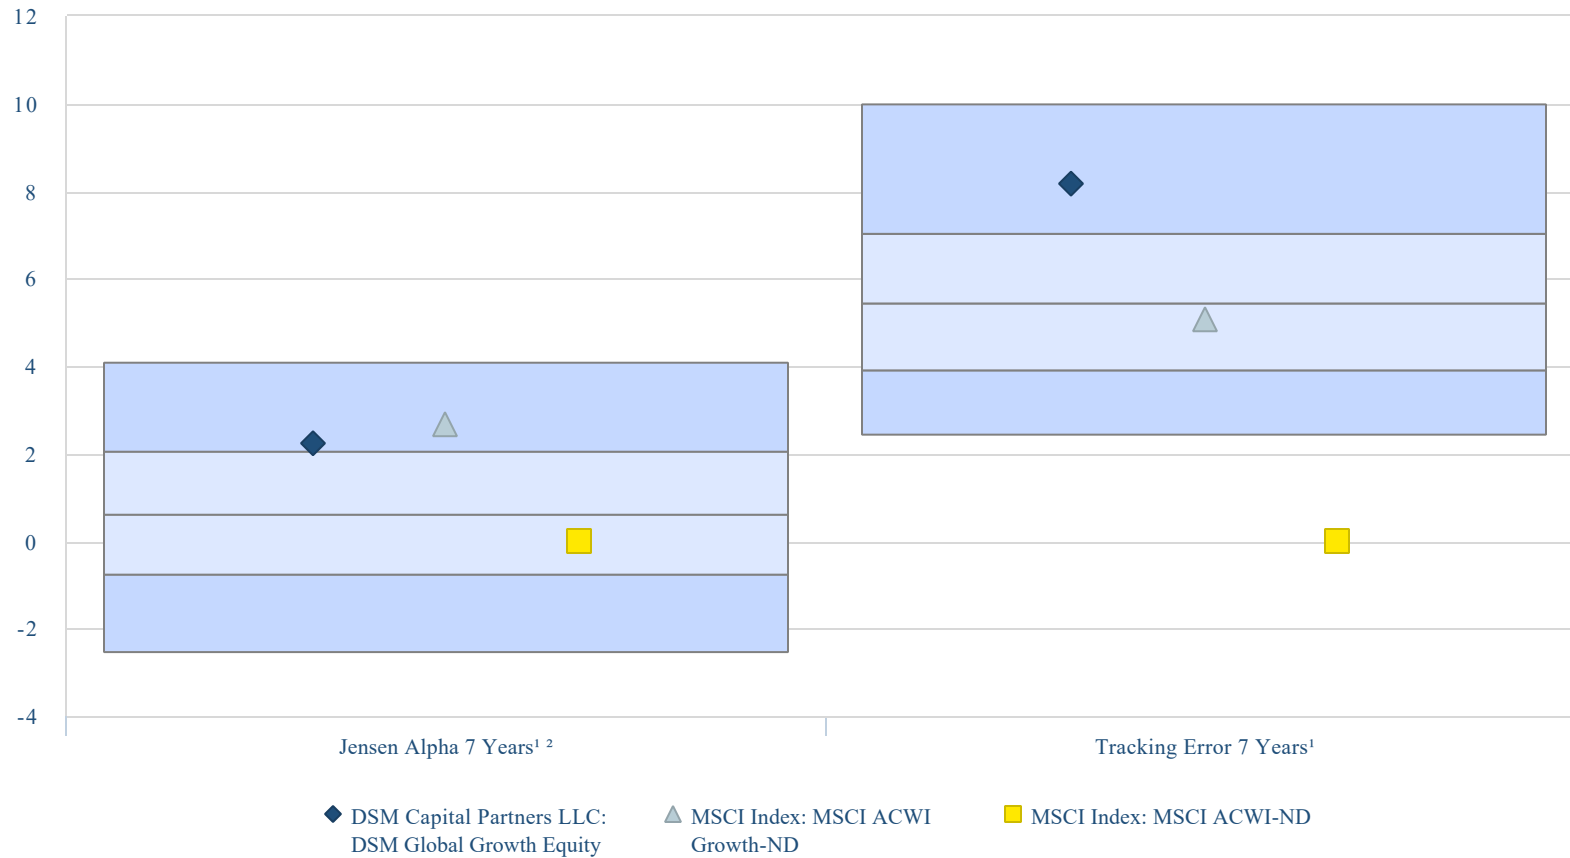 12
10
8
6
4
2
0
-2
-4
Jensen Alpha 7 Years¹ ²
Tracking Error 7 Years¹
DSM Capital Partners LLC:
DSM Global Growth Equity
MSCI Index: MSCI ACWI
Growth-ND
MSCI Index: MSCI ACWI-ND